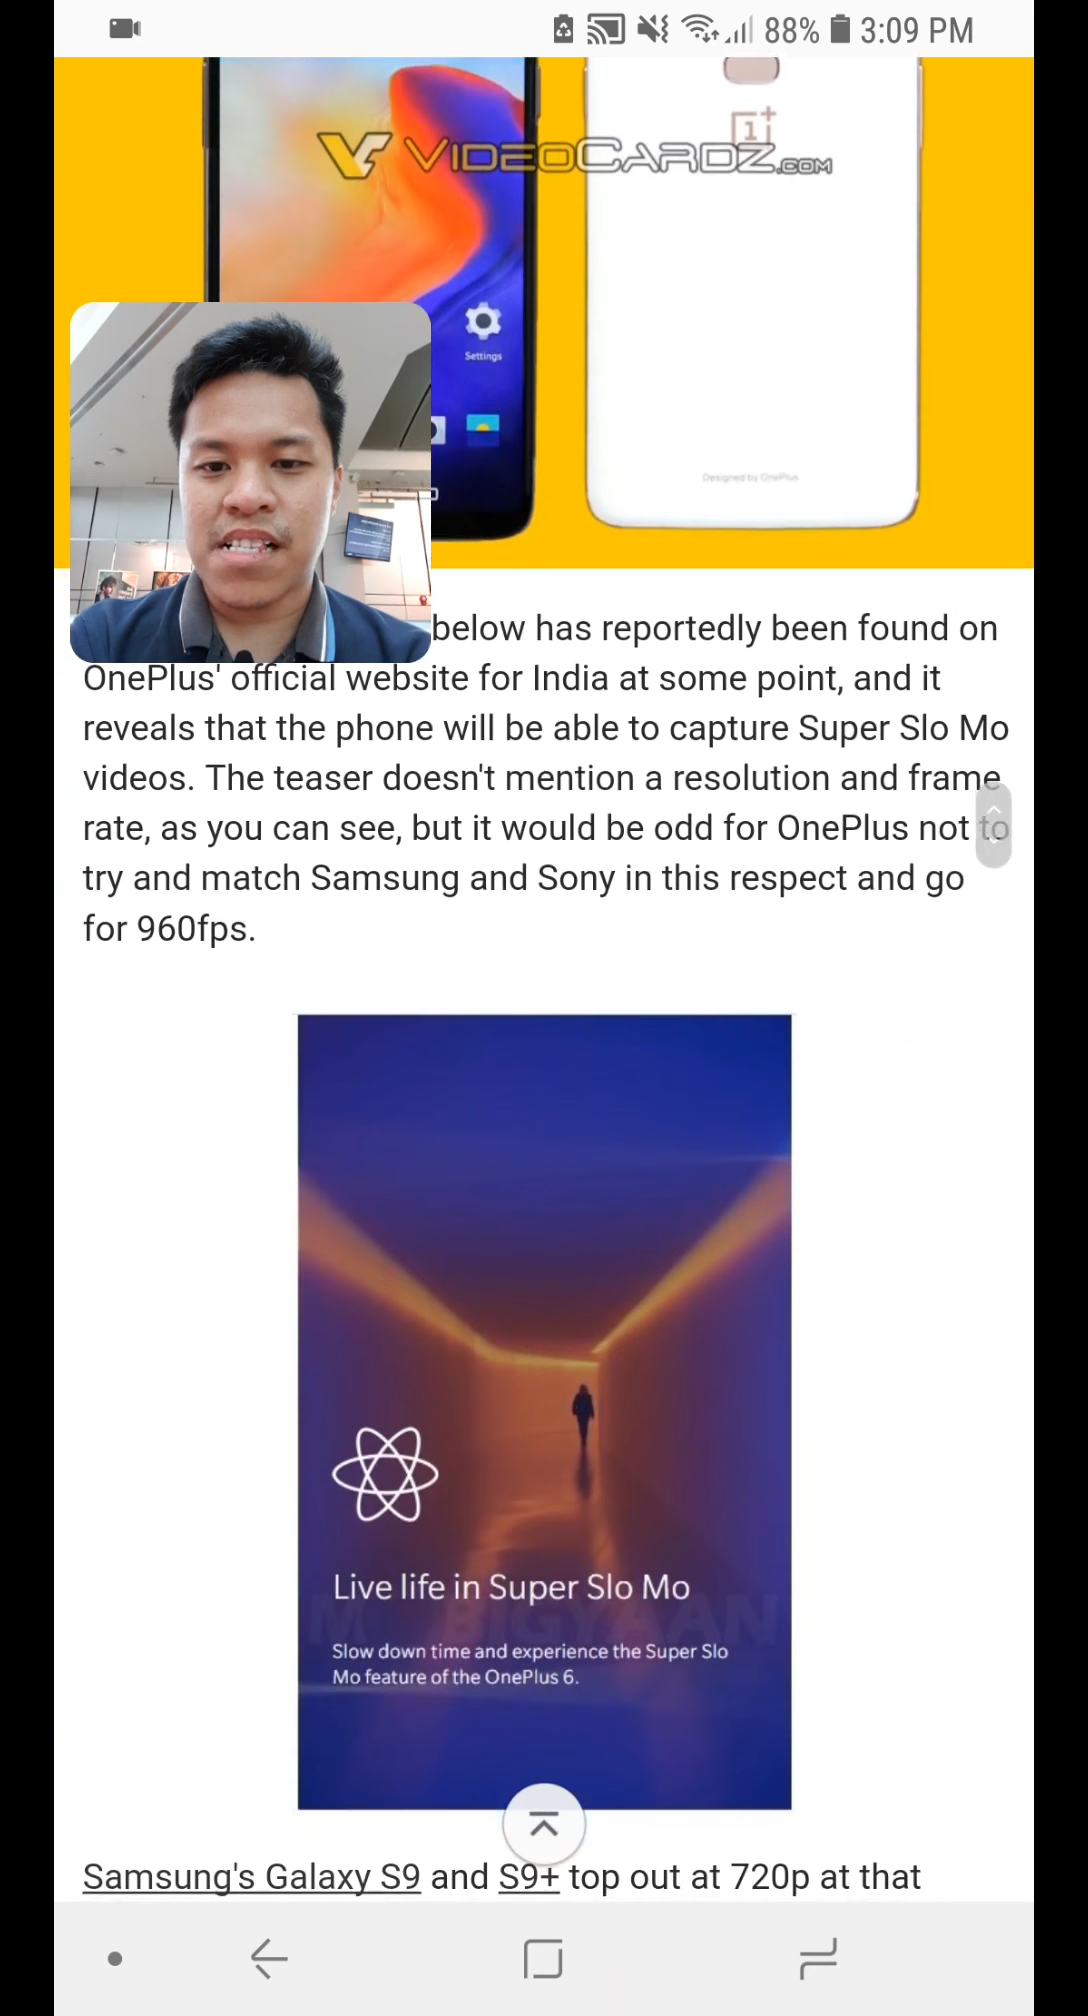 88% 3:09 PM
VIDEOCARDZ.COM
Settings
Designed by OnePlus
below has reportedly been found on
OnePlus' official website for India at some point, and it
reveals that the phone will be able to capture Super Slo Mo
videos. The teaser doesn't mention a resolution and frame
rate, as you can see, but it would be odd for OnePlus not to
try and match Samsung and Sony in this respect and go
for 960fps.
Live life in Super Slo Mo
Slow down time and experience the Super Slo
Mo feature of the OnePlus 6.
Samsung's Galaxy S9 and S9+ top out at 720p at that